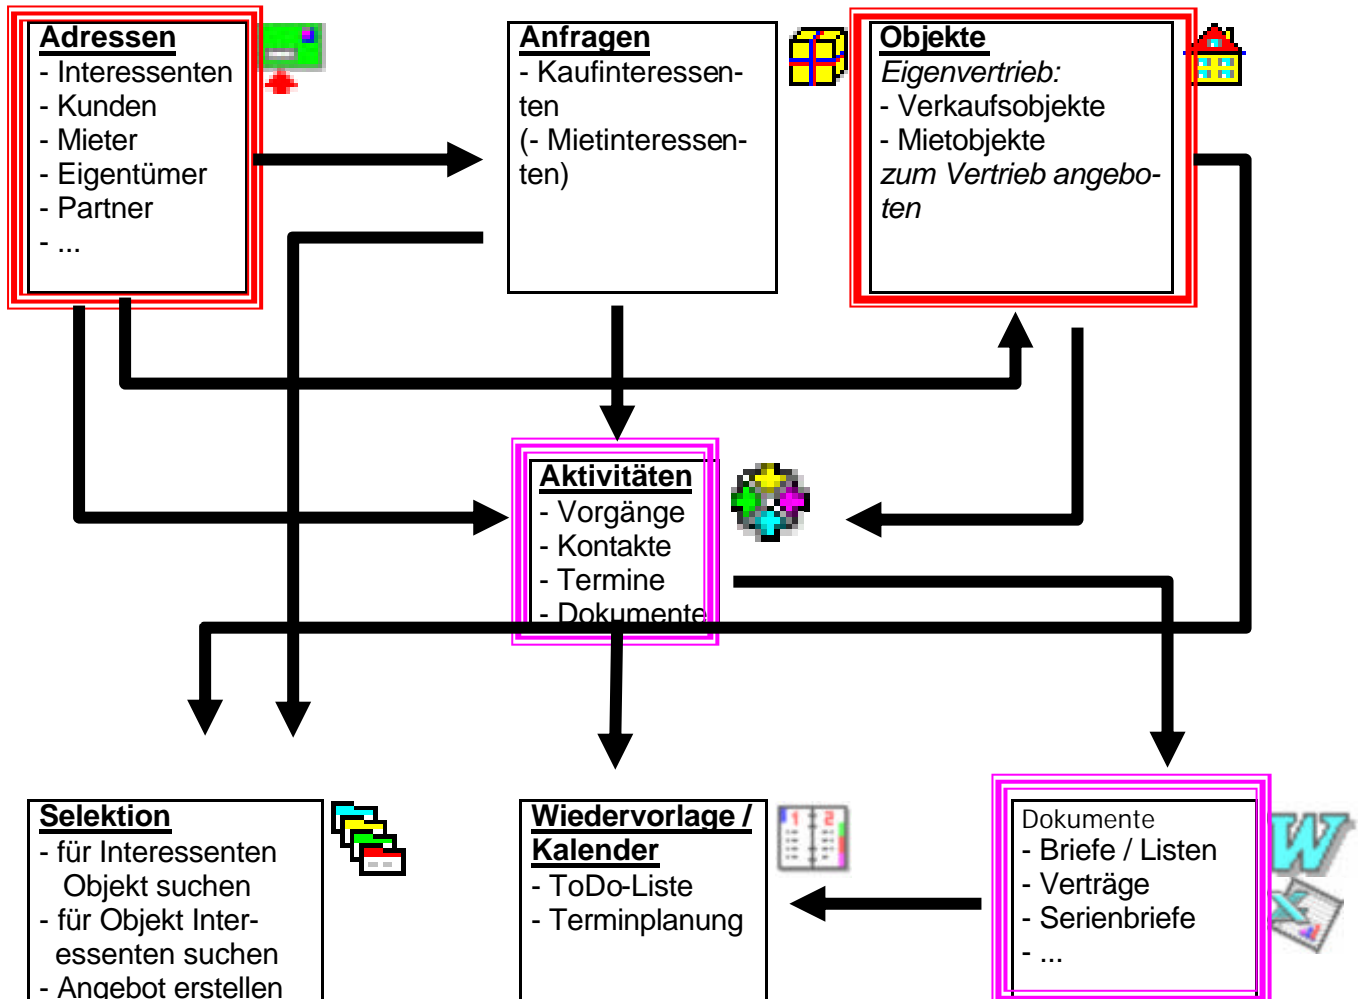 Adressen
- Interessenten
- Kunden
- Mieter
- Eigentümer
- Partner
- ...
Anfragen
- Kaufinteressen-
ten
(- Mietinteressen-
ten)
Objekte
Eigenvertrieb:
- Verkaufsobjekte
- Mietobjekte
zum Vertrieb angebo-
ten
Aktivitäten
- Vorgänge
- Kontakte
- Termine
- Dokumente
Selektion
- für Interessenten
Objekt suchen
- für Objekt Inter-
essenten suchen
- Angebot erstellen
Wiedervorlage /
Kalender
- ToDo-Liste
- Terminplanung
1 2
Dokumente
- Briefe / Listen
- Verträge
- Serienbriefe
- ...
W
X